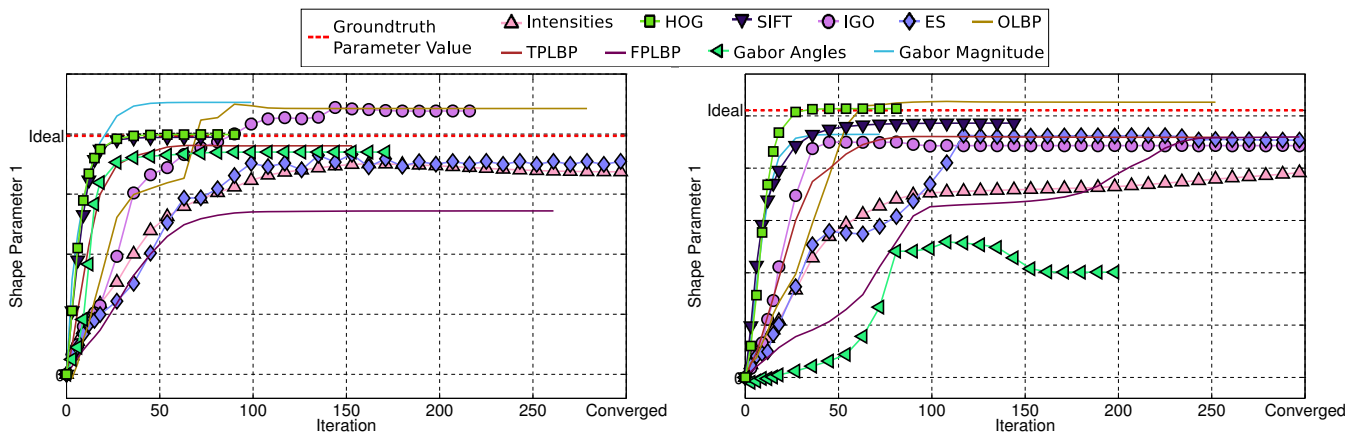 Groundtruth Parameter Value
Intensities HOG SIFT IGO ES OLBP
TPLBP FPLBP Gabor Angles Gabor Magnitude
Shape Parameter 1
Ideal
0
0 50 100 150 200 250 Converged
Iteration
Shape Parameter 1
Ideal
0
0 50 100 150 200 250 Converged
Iteration